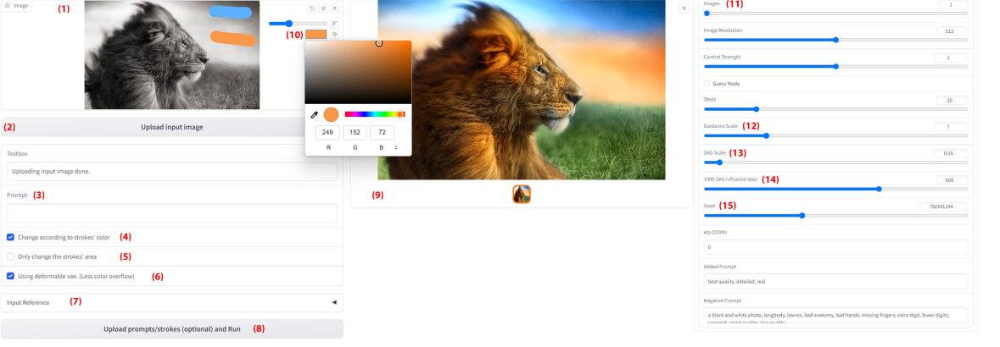 Image
(1)
(10)
(2)
Upload input image
249
152
72
R
G
B
Textbox
Uploading input image done.
Prompt
(3)
Change according to strokes' color
(4)
Only change the strokes' area
(5)
Using deformable vae. (Less color overflow)
(6)
Input Reference
(7)
Upload prompts/strokes (optional) and Run
(8)
(9)
Images
(11)
1
Image Resolution
512
Control Strength
1
Guess Mode
Steps
20
Guidance Scale
(12)
7
SAG Scale
(13)
0.05
1000-SAG influence step
(14)
600
Seed
(15)
792341194
eta (DDIM)
0
Added Prompt
best quality, detailed, real
Negative Prompt
a black and white photo, longbody, lowres, bad anatomy, bad hands, missing fingers, extra digit, fewer digits,
cropped, worst quality, low quality